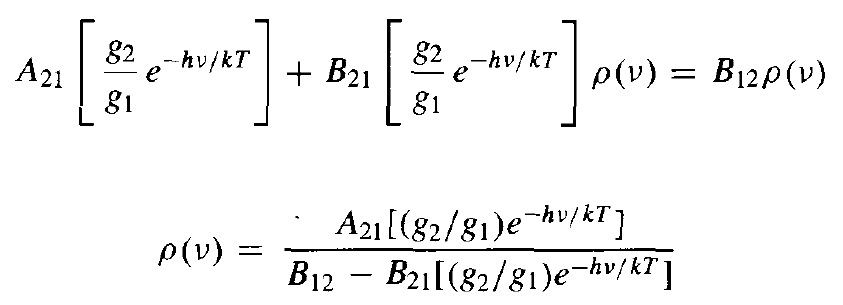 A₂₁ [ g₂/g₁ e^{-hν/kT} ] + B₂₁ [ g₂/g₁ e^{-hν/kT} ] ρ(ν) = B₁₂ρ(ν)
ρ(ν) = A₂₁[(g₂/g₁)e^{-hν/kT}] / B₁₂ − B₂₁[(g₂/g₁)e^{-hν/kT}]